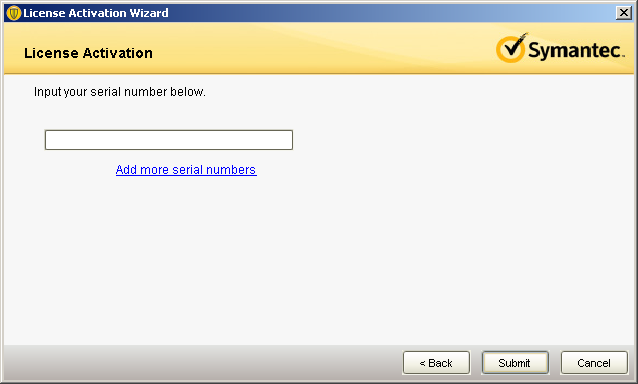 License Activation Wizard
License Activation
Symantec.
Input your serial number below.
Add more serial numbers
< Back
Submit
Cancel